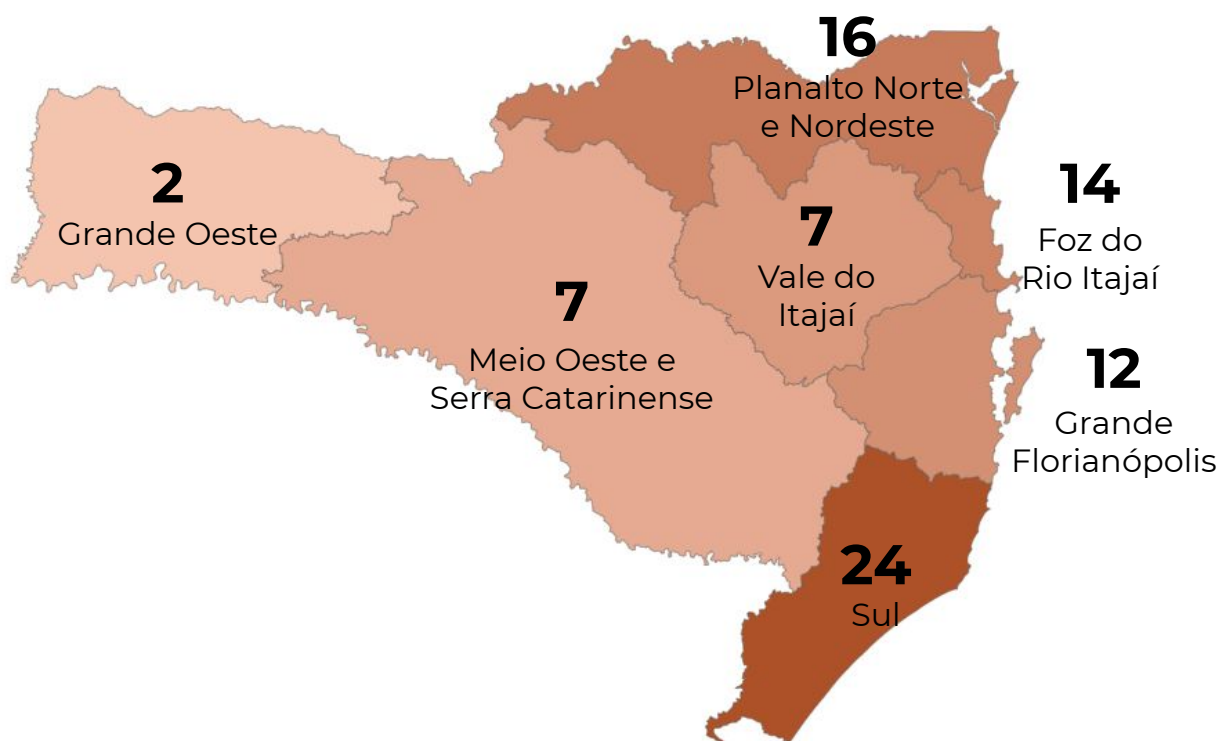 16
Planalto Norte
e Nordeste
2
Grande Oeste
7
Vale do
Itajaí
14
Foz do
Rio Itajaí
7
Meio Oeste e
Serra Catarinense
12
Grande
Florianópolis
24
Sul